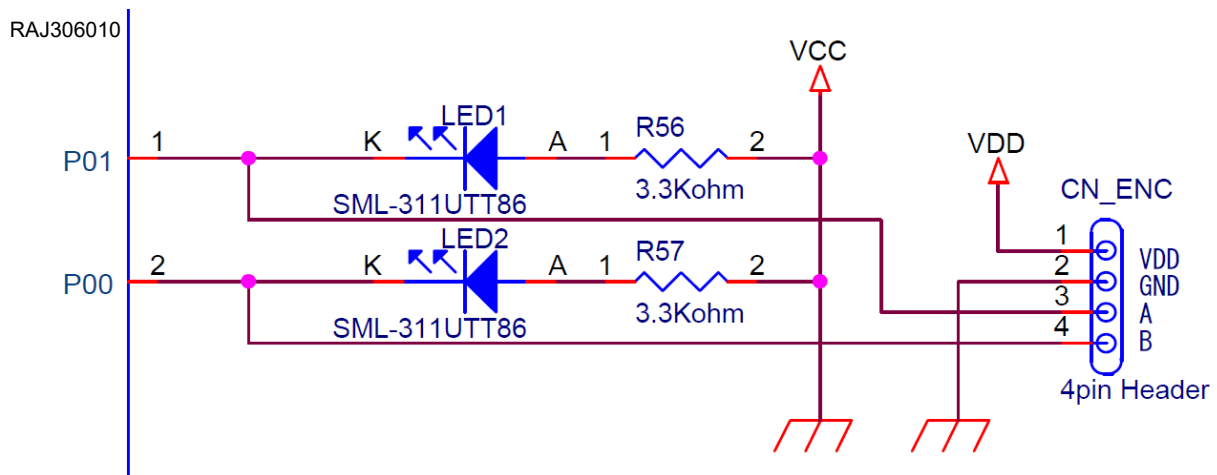 RAJ306010
VCC
LED1
P01 1 K A 1 R56 2
SML-311UTT86 3.3Kohm
VDD
CN_ENC
LED2
P00 2 K A 1 R57 2
SML-311UTT86 3.3Kohm
1 VDD
2 GND
3 A
4 B
4pin Header